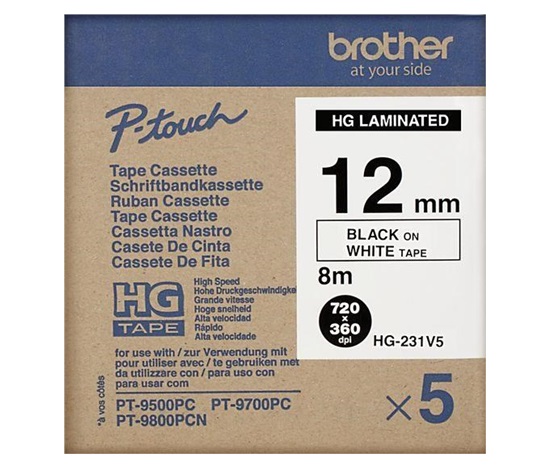 brother
at your side
P-touch
HG LAMINATED
12 mm
BLACK ON
WHITE TAPE
8m
720
x
360
dpi
HG-231V5
Tape Cassette
Schriftbandkassette
Ruban Cassette
Tape Cassette
Cassetta Nastro
Casete De Cinta
Cassete De Fita
HG
TAPE
High Speed
Hohe Druckgeschwindigke
Grande vitesse
Hoge snelheid
Alta velocidad
Rápido
Alta velocidade
for use with / zur Verwendung mit
pour utilisation / te gebruiken met
da utilizzare con / para uso con
para usar com
*à vos côtés
PT-9500PC PT-9700PC
PT-9800PCN
x5